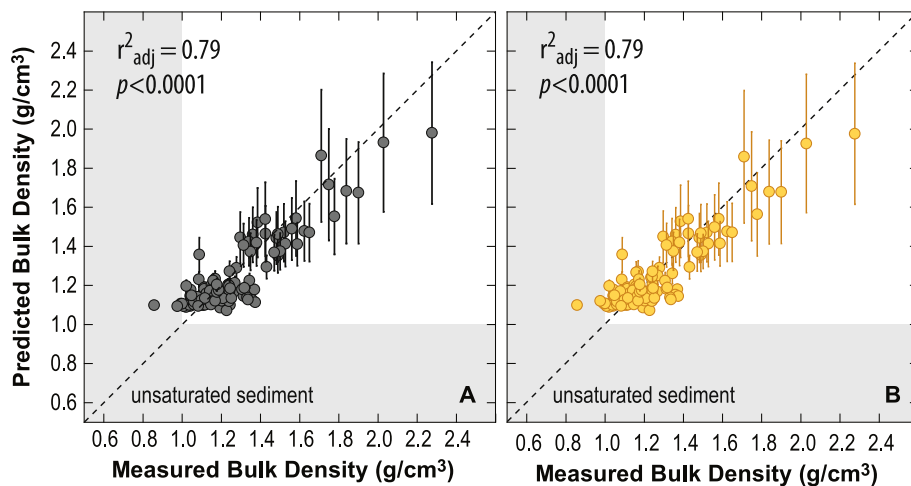 Predicted Bulk Density (g/cm³)
2.4
2.2
2.0
1.8
1.6
1.4
1.2
1.0
0.8
0.6
r²adj = 0.79
p<0.0001
unsaturated sediment
A
0.6 0.8 1.0 1.2 1.4 1.6 1.8 2.0 2.2 2.4
Measured Bulk Density (g/cm³)
r²adj = 0.79
p<0.0001
unsaturated sediment
B
0.6 0.8 1.0 1.2 1.4 1.6 1.8 2.0 2.2 2.4
Measured Bulk Density (g/cm³)